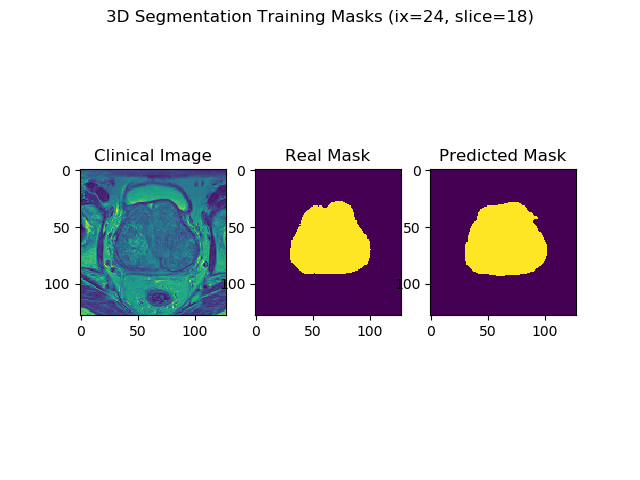 3D Segmentation Training Masks (ix=24, slice=18)
Clinical Image Real Mask Predicted Mask
0 0 0
50 50 50
100 100 100
0 50 100 0 50 100 0 50 100